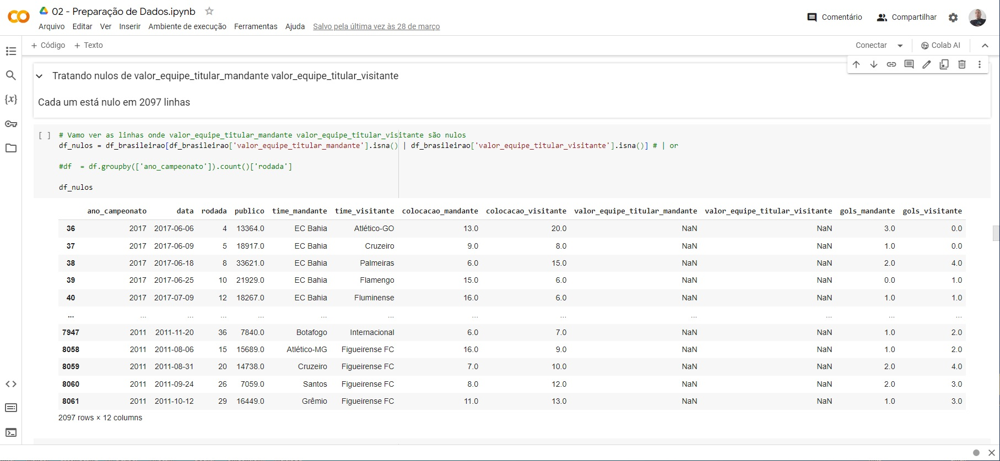 02 - Preparação de Dados.ipynb
Arquivo Editar Ver Inserir Ambiente de execução Ferramentas Ajuda Salvo pela última vez às 28 de março
Comentário Compartilhar
+ Código + Texto
Conectar Colab AI
Tratando nulos de valor_equipe_titular_mandante valor_equipe_titular_visitante
Cada um está nulo em 2097 linhas
[ ] # Vamo ver as linhas onde valor_equipe_titular_mandante valor_equipe_titular_visitante são nulos
df_nulos = df_brasileirao[df_brasileirao['valor_equipe_titular_mandante'].isna() | df_brasileirao['valor_equipe_titular_visitante'].isna()] # | or
#df  = df.groupby(['ano_campeonato']).count()['rodada']
df_nulos
ano_campeonato data rodada publico time_mandante time_visitante colocacao_mandante colocacao_visitante valor_equipe_titular_mandante valor_equipe_titular_visitante gols_mandante gols_visitante
36 2017 2017-06-06 4 13364.0 EC Bahia Atlético-GO 13.0 20.0 NaN NaN 3.0 0.0
37 2017 2017-06-09 5 18917.0 EC Bahia Cruzeiro 9.0 8.0 NaN NaN 1.0 0.0
38 2017 2017-06-18 8 33621.0 EC Bahia Palmeiras 6.0 15.0 NaN NaN 2.0 4.0
39 2017 2017-06-25 10 21929.0 EC Bahia Flamengo 15.0 6.0 NaN NaN 0.0 1.0
40 2017 2017-07-09 12 18267.0 EC Bahia Fluminense 16.0 6.0 NaN NaN 1.0 1.0
... ... ... ... ... ... ... ... ... ... ... ... ...
7947 2011 2011-11-20 36 7840.0 Botafogo Internacional 6.0 7.0 NaN NaN 1.0 2.0
8058 2011 2011-08-06 15 15689.0 Atlético-MG Figueirense FC 16.0 9.0 NaN NaN 1.0 2.0
8059 2011 2011-08-31 20 14738.0 Cruzeiro Figueirense FC 7.0 10.0 NaN NaN 2.0 4.0
8060 2011 2011-09-24 26 7059.0 Santos Figueirense FC 8.0 12.0 NaN NaN 2.0 3.0
8061 2011 2011-10-12 29 16449.0 Grêmio Figueirense FC 11.0 13.0 NaN NaN 1.0 3.0
2097 rows × 12 columns